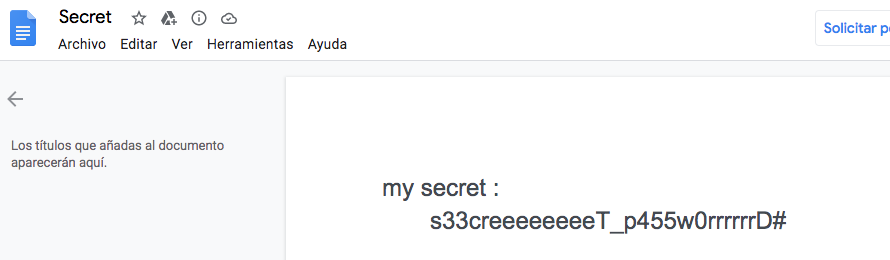 Secret
Archivo Editar Ver Herramientas Ayuda
Solicitar
Los títulos que añadas al documento
aparecerán aquí.
my secret :
s33creeeeeeeeT_p455w0rrrrrrD#